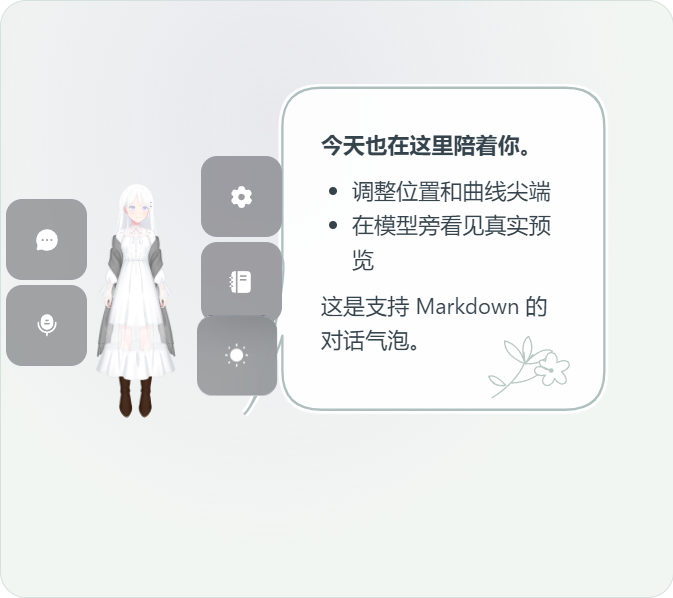 今天也在这里陪着你。
调整位置和曲线尖端
在模型旁看见真实预
览
这是支持 Markdown 的
对话气泡。